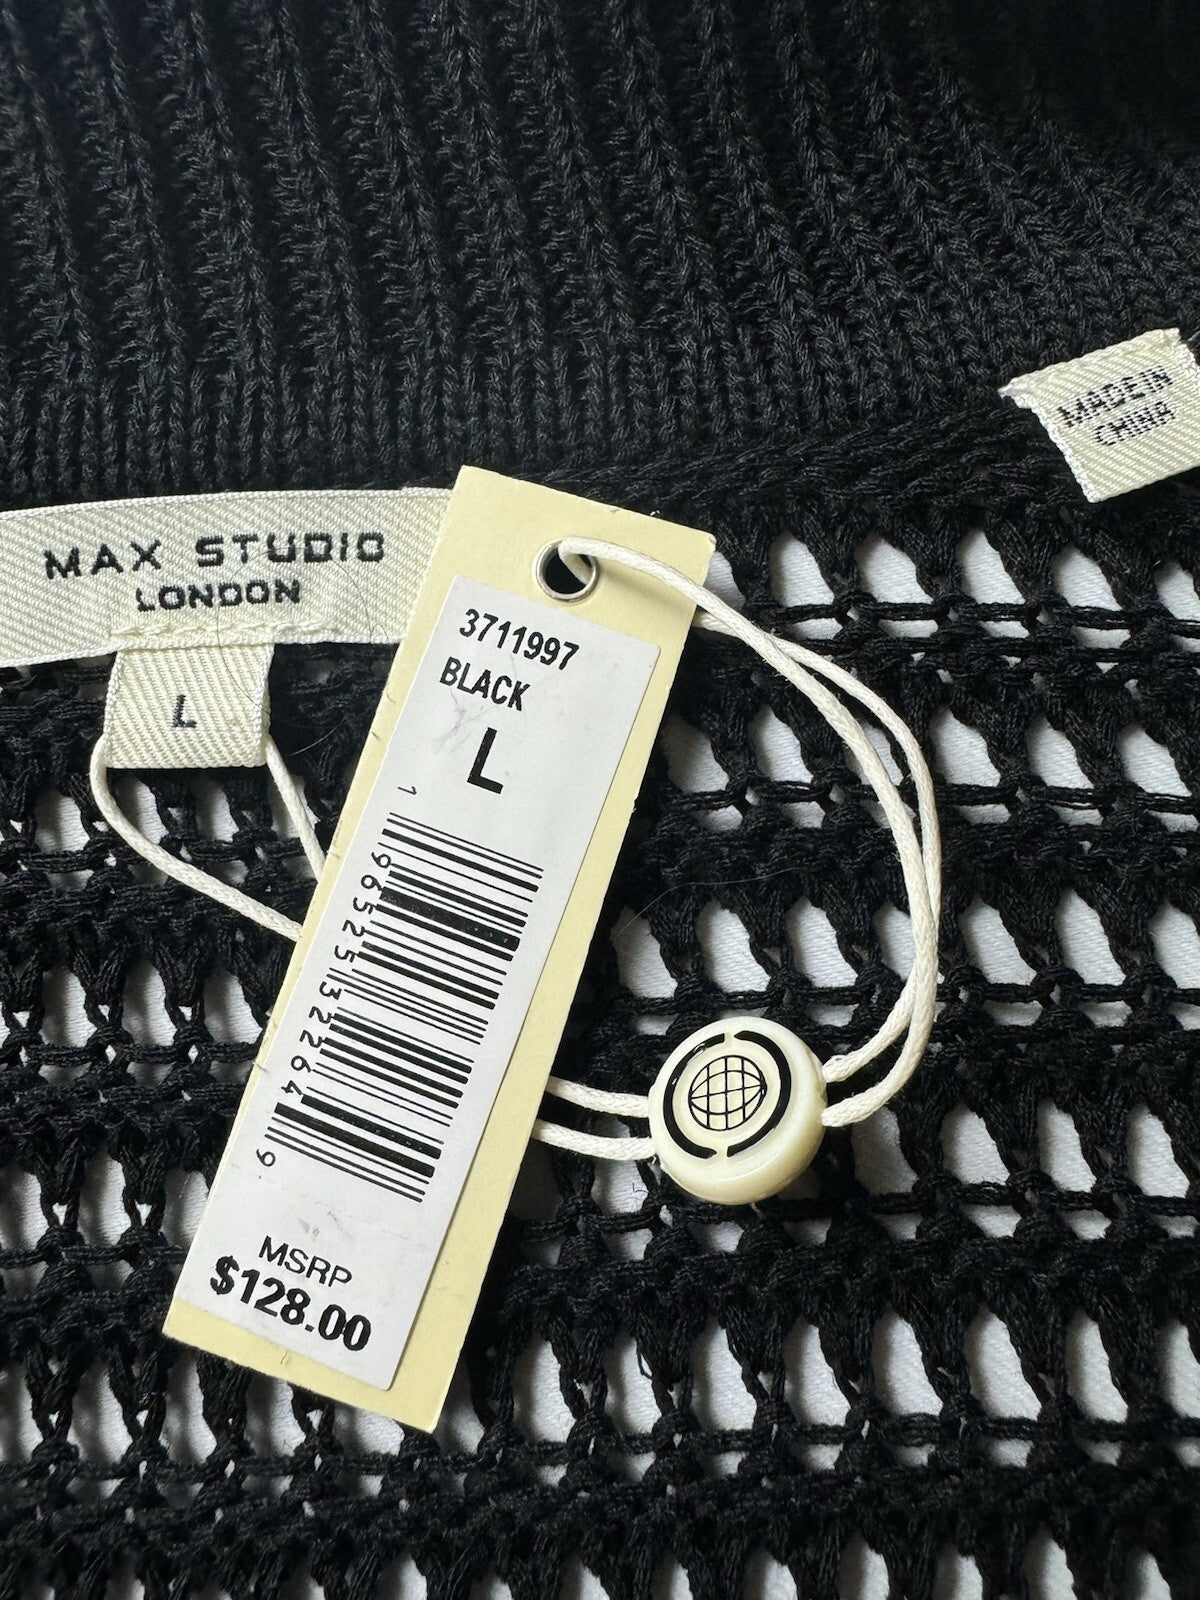 MAX STUDIO
LONDON
L
MADE IN
CHINA
3711997
BLACK
L
1 96525 32264 9
MSRP
$128.00